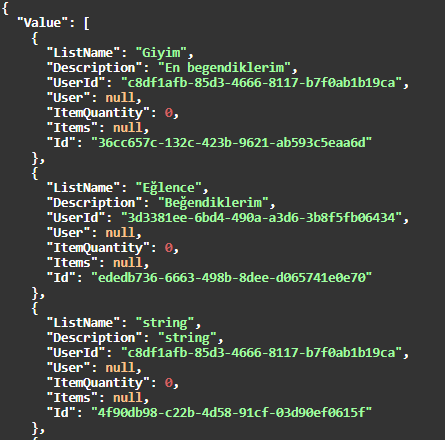 {
"Value": [
{
"ListName": "Giyim",
"Description": "En begendiklerim",
"UserId": "c8df1afb-85d3-4666-8117-b7f0ab1b19ca",
"User": null,
"ItemQuantity": 0,
"Items": null,
"Id": "36cc657c-132c-423b-9621-ab593c5eaa6d"
},
{
"ListName": "Eğlence",
"Description": "Beğendiklerim",
"UserId": "3d3381ee-6bd4-490a-a3d6-3b8f5fb06434",
"User": null,
"ItemQuantity": 0,
"Items": null,
"Id": "ededb736-6663-498b-8dee-d065741e0e70"
},
{
"ListName": "string",
"Description": "string",
"UserId": "c8df1afb-85d3-4666-8117-b7f0ab1b19ca",
"User": null,
"ItemQuantity": 0,
"Items": null,
"Id": "4f90db98-c22b-4d58-91cf-03d90ef0615f"
},
{